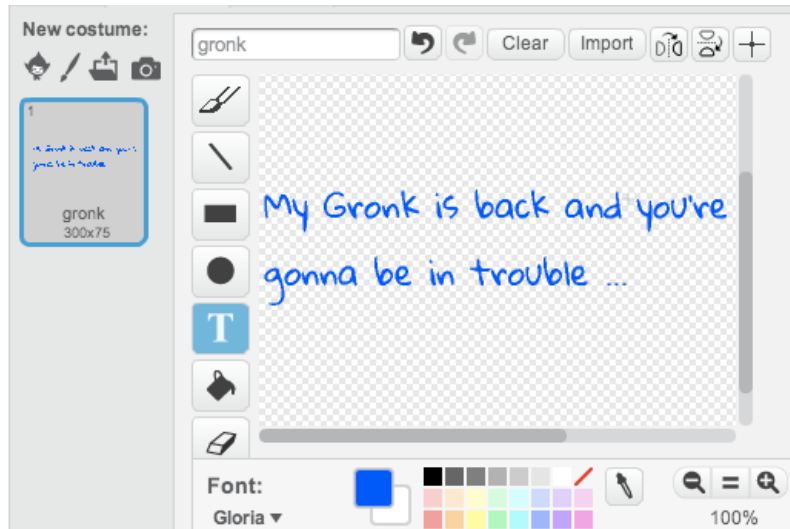 New costume:
gronk
Clear
Import
1
gronk
300x75
My Gronk is back and you're
gonna be in trouble ...
T
Font:
Gloria
100%